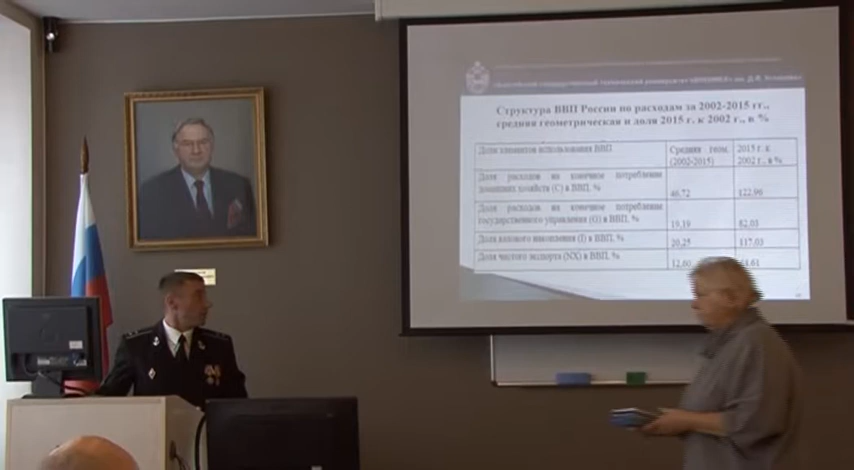 Структура ВВП России по расходам за 2002-2015 гг.,
средняя геометрическая и доля 2015 г. к 2002 г., в %
Доля элементов использования ВВП
Средняя геом.
(2002-2015)
2015 г. к
2002 г., в %
Доля расходов на конечное потребление
домашних хозяйств (C) в ВВП, %
46,72
122,96
Доля расходов на конечное потребление
государственного управления (G) в ВВП, %
19,19
82,03
Доля валового накопления (I) в ВВП, %
20,25
117,03
Доля чистого экспорта (NX) в ВВП, %
12,60